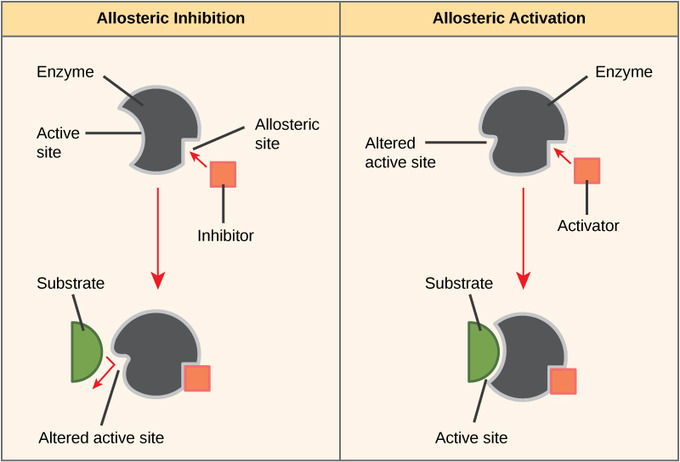 Allosteric Inhibition
Enzyme
Active
site
Allosteric
site
Inhibitor
Substrate
Altered active site
Allosteric Activation
Enzyme
Altered
active site
Activator
Substrate
Active site